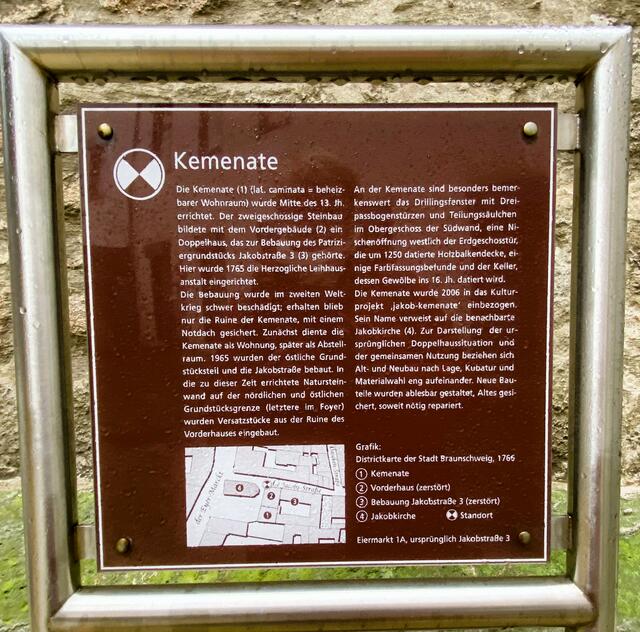 Kemenate
Die Kemenate (1) (lat. caminata = beheiz-
barer Wohnraum) wurde Mitte des 13. Jh.
errichtet. Der zweigeschossige Steinbau
bildete mit dem Vordergebäude (2) ein
Doppelhaus, das zur Bebauung des Patrizi-
ergrundstücks Jakobstraße 3 (3) gehörte.
Hier wurde 1765 die Herzogliche Leihhaus-
anstalt eingerichtet.
Die Bebauung wurde im zweiten Welt-
krieg schwer beschädigt; erhalten blieb
nur die Ruine der Kemenate, mit einem
Notdach gesichert. Zunächst diente die
Kemenate als Wohnung, später als Abstell-
raum. 1965 wurden der östliche Grund-
stücksteil und die Jakobstraße bebaut. In
die zu dieser Zeit errichtete Naturstein-
wand auf der nördlichen und östlichen
Grundstücksgrenze (letztere im Foyer)
wurden Versatzstücke aus der Ruine des
Vorderhauses eingebaut.
An der Kemenate sind besonders bemer-
kenswert das Drillingsfenster mit Drei-
passbogenstürzen und Teilungssäulchen
im Obergeschoss der Südwand, eine Ni-
schenöffnung westlich der Erdgeschosstür,
die um 1250 datierte Holzbalkendecke, ei-
nige Farbfassungsbefunde und der Keller,
dessen Gewölbe ins 16. Jh. datiert wird.
Die Kemenate wurde 2006 in das Kultur-
projekt ‚jakob-kemenate' einbezogen.
Sein Name verweist auf die benachbarte
Jakobkirche (4). Zur Darstellung der ur-
sprünglichen Doppelhaussituation und
der gemeinsamen Nutzung beziehen sich
Alt- und Neubau nach Lage, Kubatur und
Materialwahl eng aufeinander. Neue Bau-
teile wurden ablesbar gestaltet, Altes gesi-
chert, soweit nötig repariert.
Grafik:
Districtkarte der Stadt Braunschweig, 1766
1 Kemenate
2 Vorderhaus (zerstört)
3 Bebauung Jakobstraße 3 (zerstört)
4 Jakobkirche Standort
Eiermarkt 1A, ursprünglich Jakobstraße 3
der Eyer-Marckt
4
2
3
1